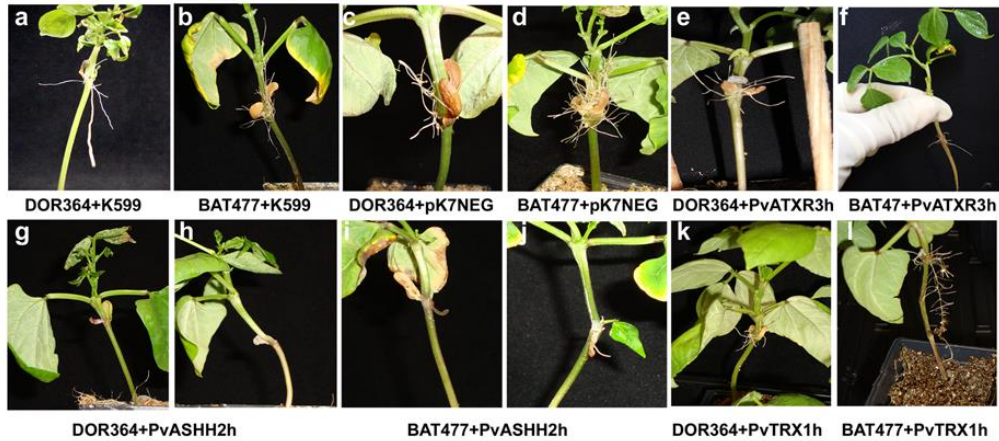 a b c d e f
DOR364+K599 BAT477+K599 DOR364+pK7NEG BAT477+pK7NEG DOR364+PvATXR3h BAT47+PvATXR3h
g h i j k l
DOR364+PvASHH2h BAT477+PvASHH2h DOR364+PvTRX1h BAT477+PvTRX1h